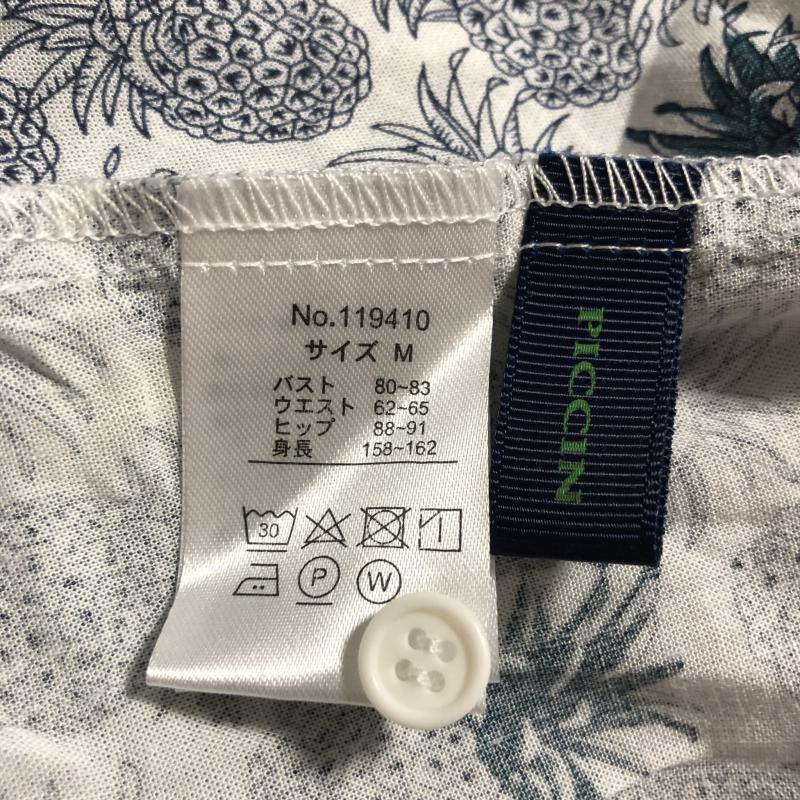 No.119410
サイズ M
バスト 80~83
ウエスト 62~65
ヒップ 88~91
身長 158~162
30
P W
PICCIN